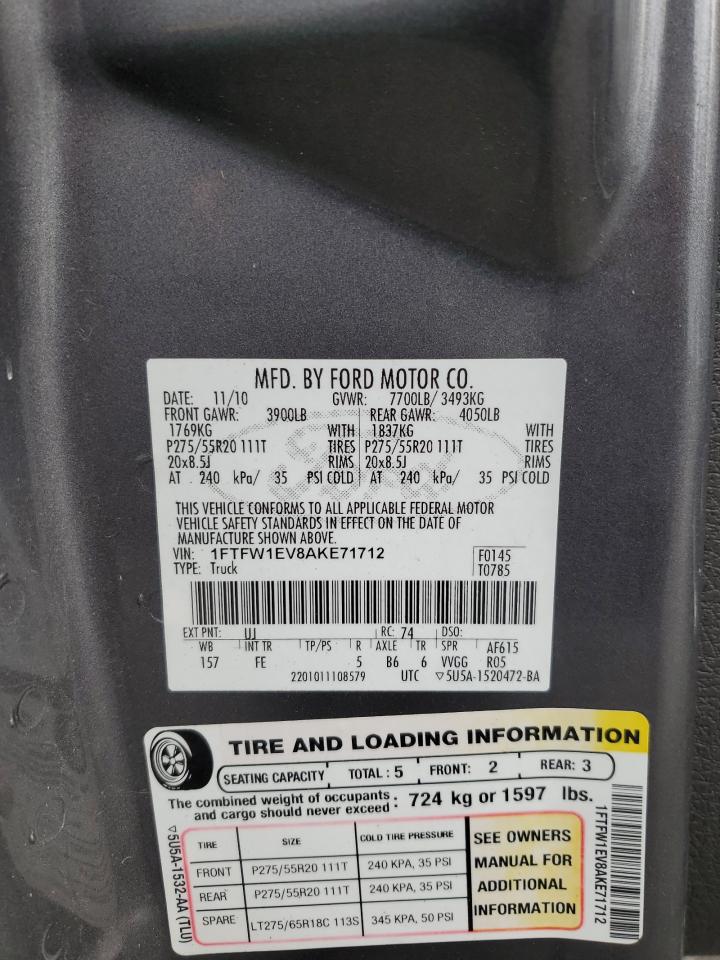 MFD. BY FORD MOTOR CO.
DATE: 11/10 GVWR: 7700LB/ 3493KG
FRONT GAWR: 3900LB REAR GAWR: 4050LB
1769KG WITH 1837KG WITH
P275/55R20 111T TIRES P275/55R20 111T TIRES
20x8.5J RIMS 20x8.5J RIMS
AT 240 kPa/ 35 PSI COLD AT 240 kPa/ 35 PSI COLD
THIS VEHICLE CONFORMS TO ALL APPLICABLE FEDERAL MOTOR
VEHICLE SAFETY STANDARDS IN EFFECT ON THE DATE OF
MANUFACTURE SHOWN ABOVE.
VIN: 1FTFW1EV8AKE71712 F0145
TYPE: Truck T0785
EXT PNT: UJ RC: 74 DSO:
WB INT TR TP/PS R AXLE TR SPR AF615
157 FE 5 B6 6 VVGG R05
2201011108579 UTC ▽5U5A-1520472-BA
TIRE AND LOADING INFORMATION
SEATING CAPACITY TOTAL : 5 FRONT: 2 REAR: 3
The combined weight of occupants : 724 kg or 1597 lbs.
and cargo should never exceed
TIRE SIZE COLD TIRE PRESSURE
FRONT P275/55R20 111T 240 KPA, 35 PSI
REAR P275/55R20 111T 240 KPA, 35 PSI
SPARE LT275/65R18C 113S 345 KPA, 50 PSI
SEE OWNERS
MANUAL FOR
ADDITIONAL
INFORMATION
▽5U5A-1532-AA (TLU)
1FTFW1EV8AKE71712